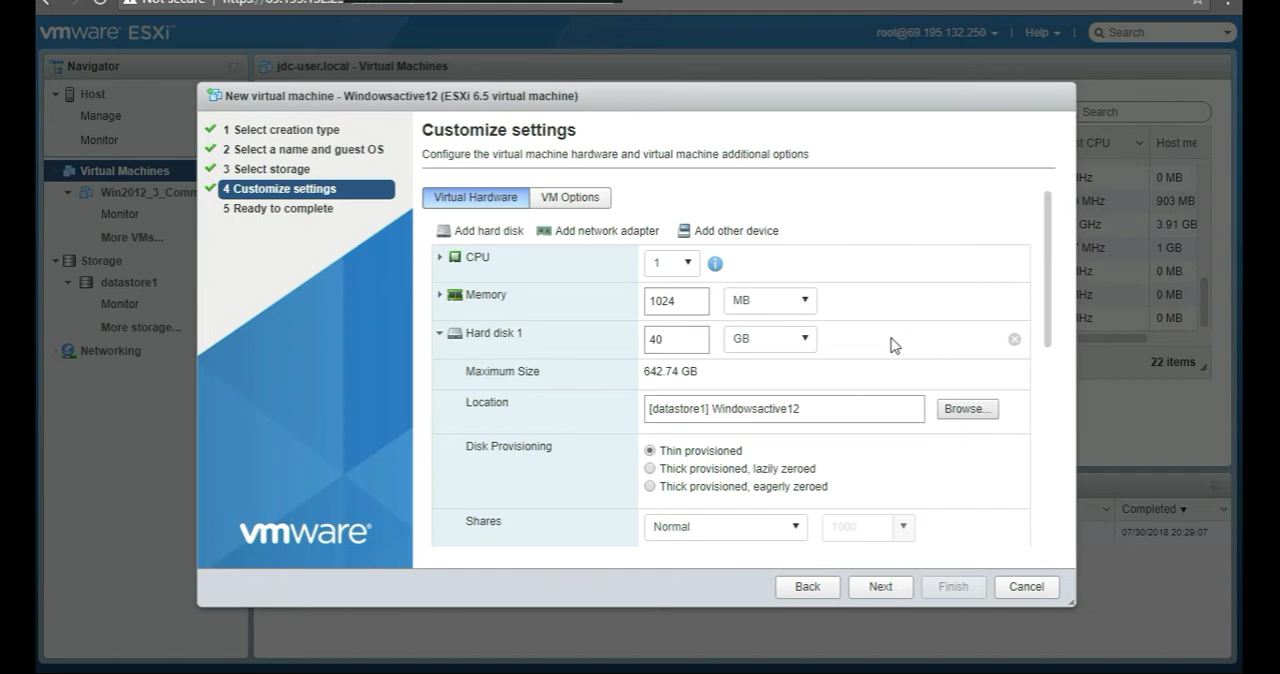 Not secure
vmware ESXi™
root@69.195.132.250
Help
Search
Navigator
jdc-user.local - Virtual Machines
Host
Manage
Monitor
Virtual Machines
Win2012_3_Comm
Monitor
More VMs...
Storage
datastore1
Monitor
More storage...
Networking
New virtual machine - Windowsactive12 (ESXi 6.5 virtual machine)
1 Select creation type
2 Select a name and guest OS
3 Select storage
4 Customize settings
5 Ready to complete
vmware®
Customize settings
Configure the virtual machine hardware and virtual machine additional options
Virtual Hardware
VM Options
Add hard disk
Add network adapter
Add other device
CPU
1
Memory
1024
MB
Hard disk 1
40
GB
Maximum Size
642.74 GB
Location
[datastore1] Windowsactive12
Browse...
Disk Provisioning
Thin provisioned
Thick provisioned, lazily zeroed
Thick provisioned, eagerly zeroed
Shares
Normal
1000
Back
Next
Finish
Cancel
Search
CPU
Host me
0 MB
903 MB
3.91 GB
1 GB
0 MB
0 MB
0 MB
22 items
Completed ▼
07/30/2018 20:29:07